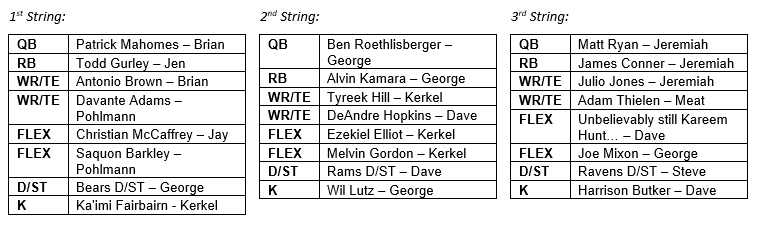 1st String:
QB Patrick Mahomes – Brian
RB Todd Gurley – Jen
WR/TE Antonio Brown – Brian
WR/TE Davante Adams –
Pohlmann
FLEX Christian McCaffrey – Jay
FLEX Saquon Barkley –
Pohlmann
D/ST Bears D/ST – George
K Ka'imi Fairbairn - Kerkel
2nd String:
QB Ben Roethlisberger –
George
RB Alvin Kamara – George
WR/TE Tyreek Hill – Kerkel
WR/TE DeAndre Hopkins – Dave
FLEX Ezekiel Elliot – Kerkel
FLEX Melvin Gordon – Kerkel
D/ST Rams D/ST – Dave
K Wil Lutz – George
3rd String:
QB Matt Ryan – Jeremiah
RB James Conner – Jeremiah
WR/TE Julio Jones – Jeremiah
WR/TE Adam Thielen – Meat
FLEX Unbelievably still Kareem
Hunt… – Dave
FLEX Joe Mixon – George
D/ST Ravens D/ST – Steve
K Harrison Butker – Dave